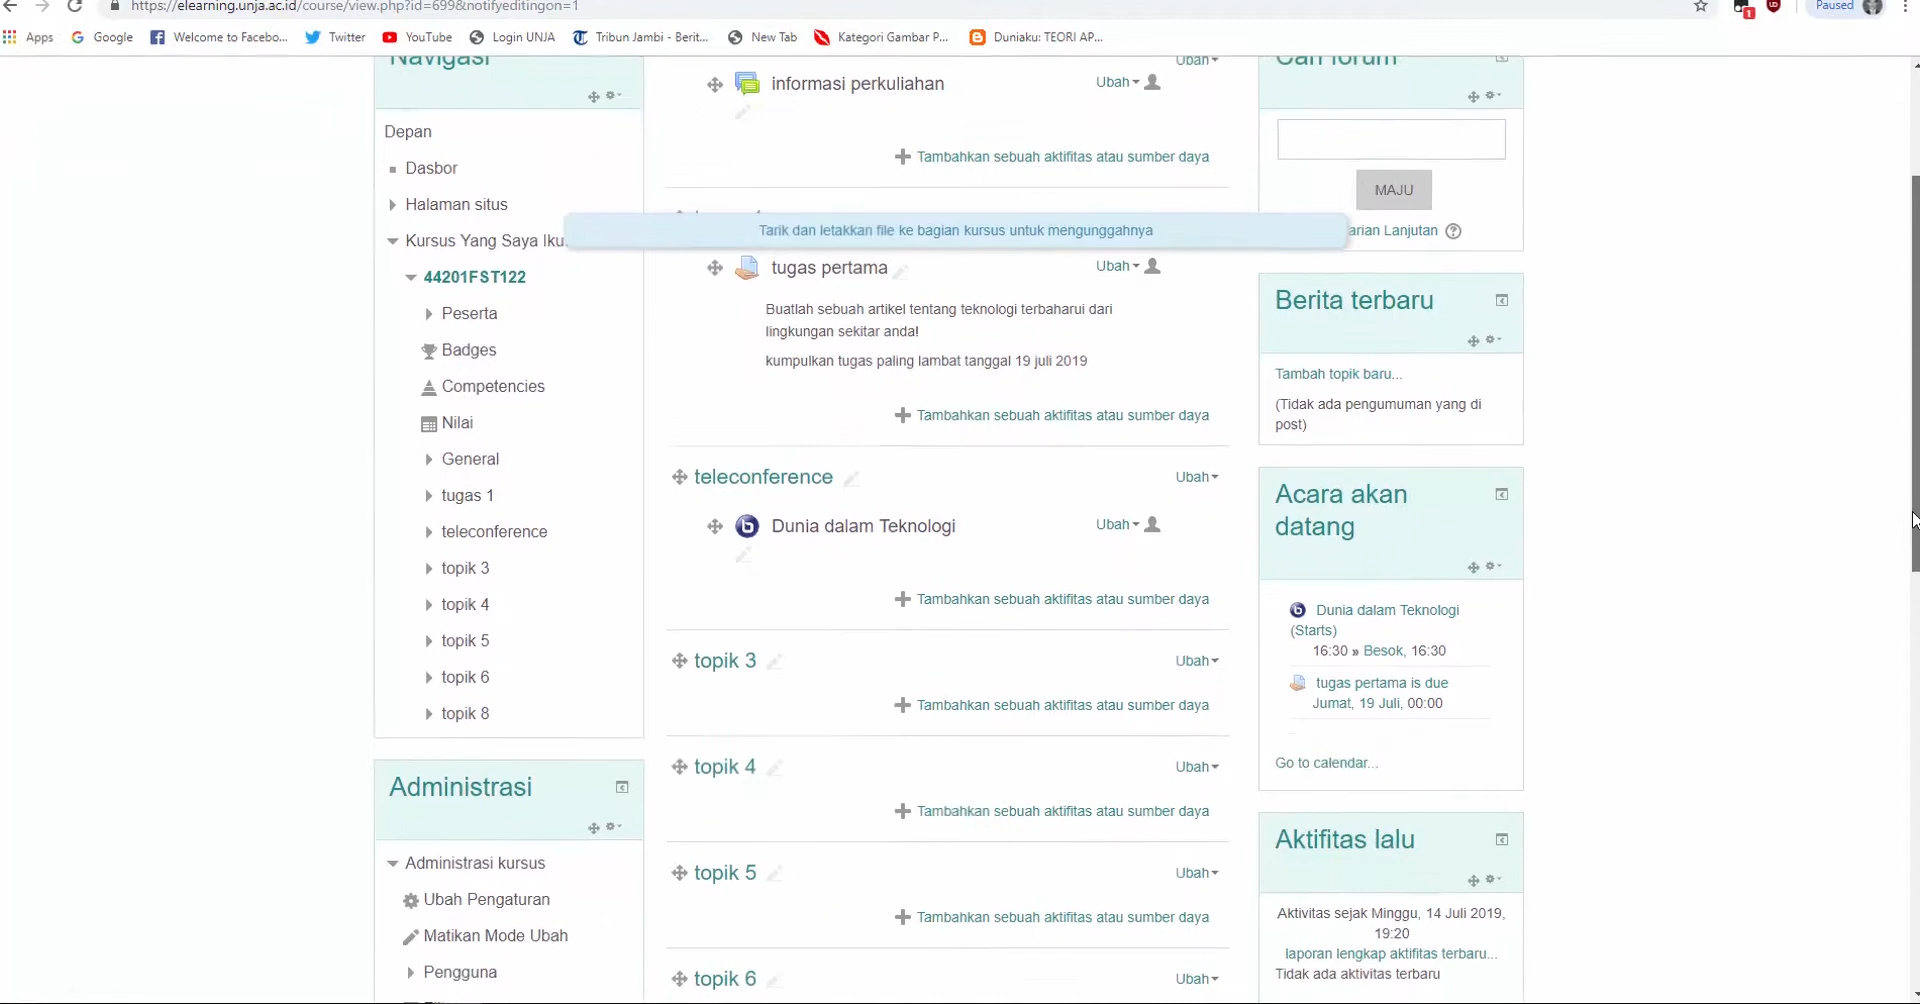 https://elearning.unja.ac.id/course/view.php?id=699&notifyeditingon=1
Paused
Apps
Google
Welcome to Facebo...
Twitter
YouTube
Login UNJA
Tribun Jambi - Berit...
New Tab
Kategori Gambar P...
Duniaku: TEORI AP...
Navigasi
Depan
Dasbor
Halaman situs
Kursus Yang Saya Iku
44201FST122
Peserta
Badges
Competencies
Nilai
General
tugas 1
teleconference
topik 3
topik 4
topik 5
topik 6
topik 8
Administrasi
Administrasi kursus
Ubah Pengaturan
Matikan Mode Ubah
Pengguna
Ubah
informasi perkuliahan
Ubah
Tambahkan sebuah aktifitas atau sumber daya
Tarik dan letakkan file ke bagian kursus untuk mengunggahnya
tugas pertama
Ubah
Buatlah sebuah artikel tentang teknologi terbaharui dari
lingkungan sekitar anda!
kumpulkan tugas paling lambat tanggal 19 juli 2019
Tambahkan sebuah aktifitas atau sumber daya
teleconference
Ubah
Dunia dalam Teknologi
Ubah
Tambahkan sebuah aktifitas atau sumber daya
topik 3
Ubah
Tambahkan sebuah aktifitas atau sumber daya
topik 4
Ubah
Tambahkan sebuah aktifitas atau sumber daya
topik 5
Ubah
Tambahkan sebuah aktifitas atau sumber daya
topik 6
Ubah
Cari forum
MAJU
arian Lanjutan
Berita terbaru
Tambah topik baru...
(Tidak ada pengumuman yang di
post)
Acara akan
datang
Dunia dalam Teknologi
(Starts)
16:30 » Besok, 16:30
tugas pertama is due
Jumat, 19 Juli, 00:00
Go to calendar...
Aktifitas lalu
Aktivitas sejak Minggu, 14 Juli 2019,
19:20
laporan lengkap aktifitas terbaru...
Tidak ada aktivitas terbaru